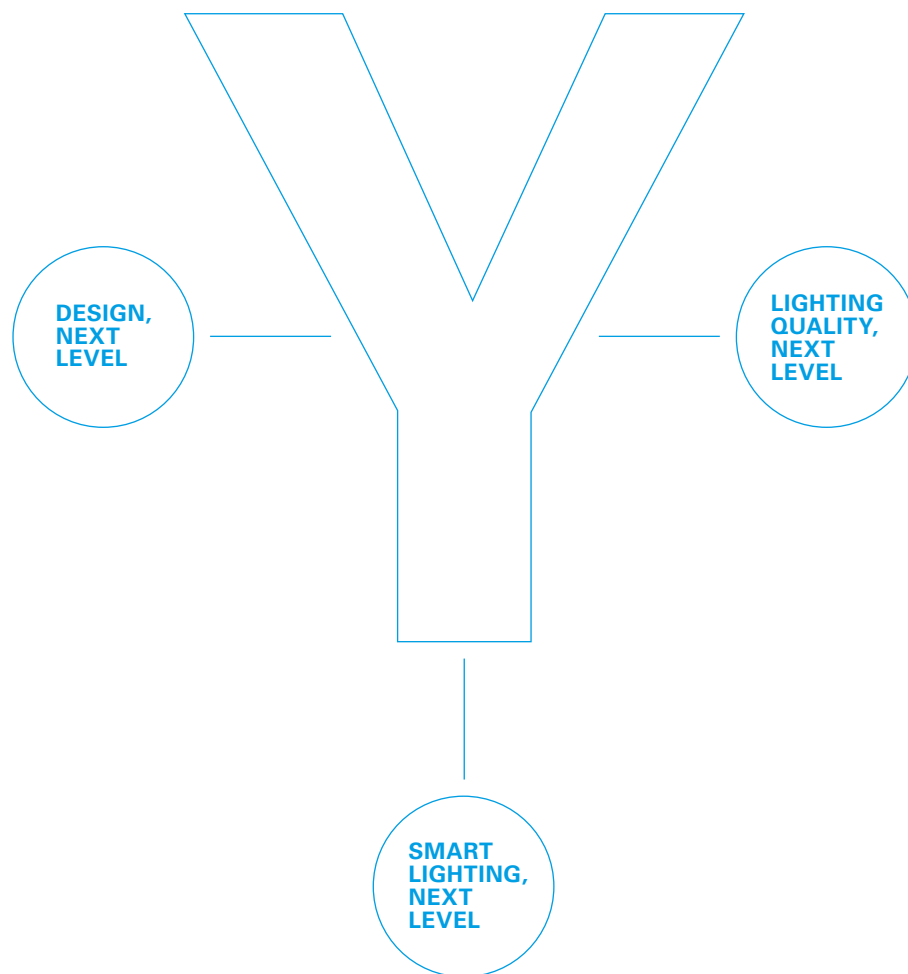 Y
DESIGN,
NEXT
LEVEL
LIGHTING
QUALITY,
NEXT
LEVEL
SMART
LIGHTING,
NEXT
LEVEL